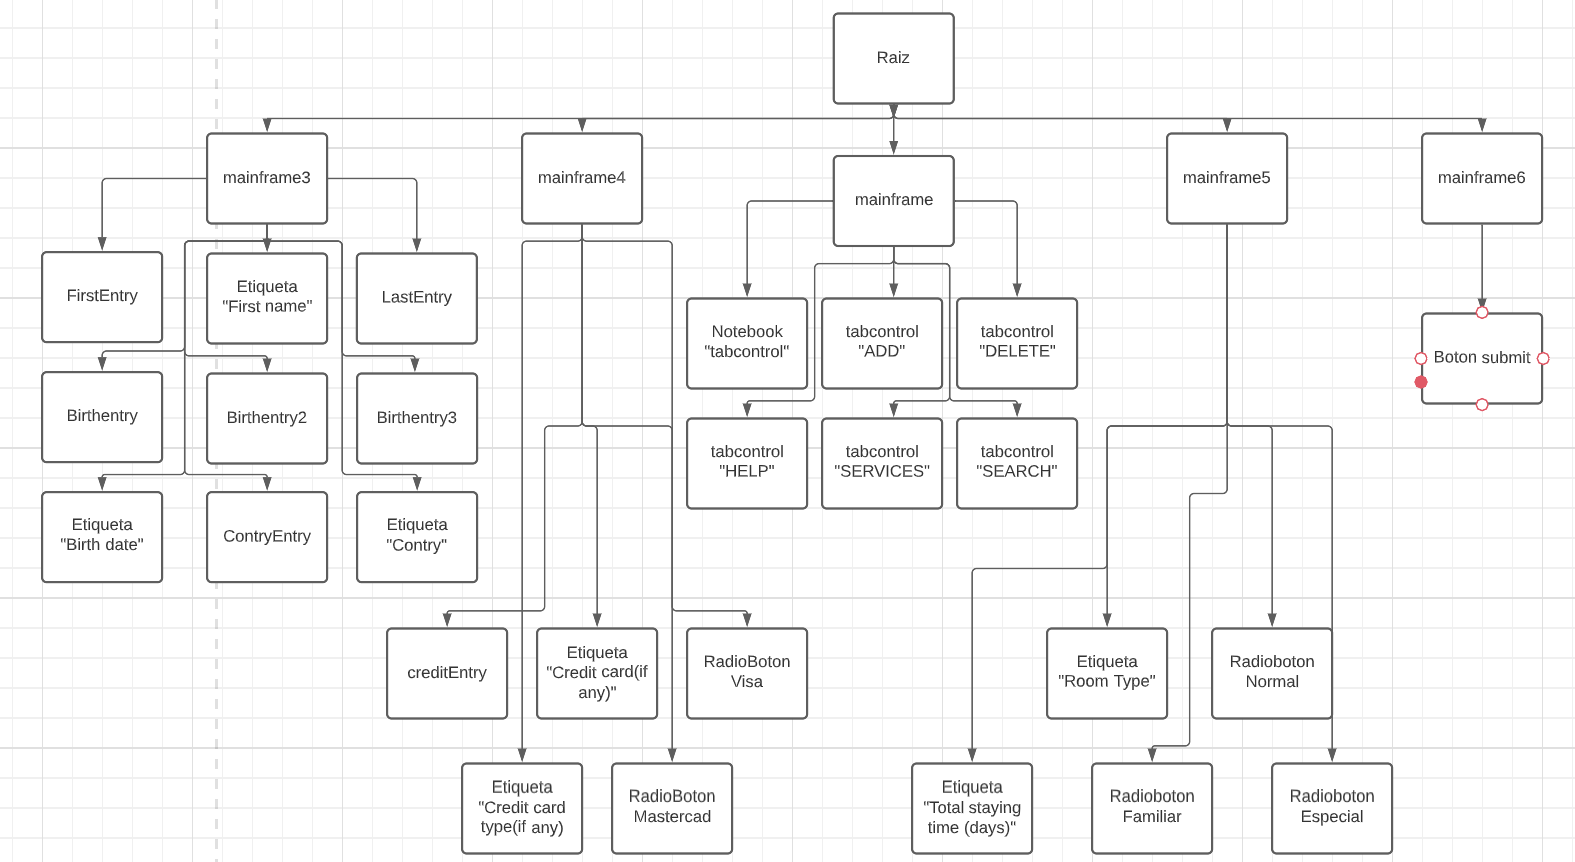 Raiz
mainframe3
mainframe4
mainframe
mainframe5
mainframe6
FirstEntry
Etiqueta
"First name"
LastEntry
Notebook
"tabcontrol"
tabcontrol
"ADD"
tabcontrol
"DELETE"
Boton submit
Birthentry
Birthentry2
Birthentry3
tabcontrol
"HELP"
tabcontrol
"SERVICES"
tabcontrol
"SEARCH"
Etiqueta
"Birth date"
ContryEntry
Etiqueta
"Contry"
creditEntry
Etiqueta
"Credit card(if
any)"
RadioBoton
Visa
Etiqueta
"Room Type"
Radioboton
Normal
Etiqueta
"Credit card
type(if any)
RadioBoton
Mastercad
Etiqueta
"Total staying
time (days)"
Radioboton
Familiar
Radioboton
Especial